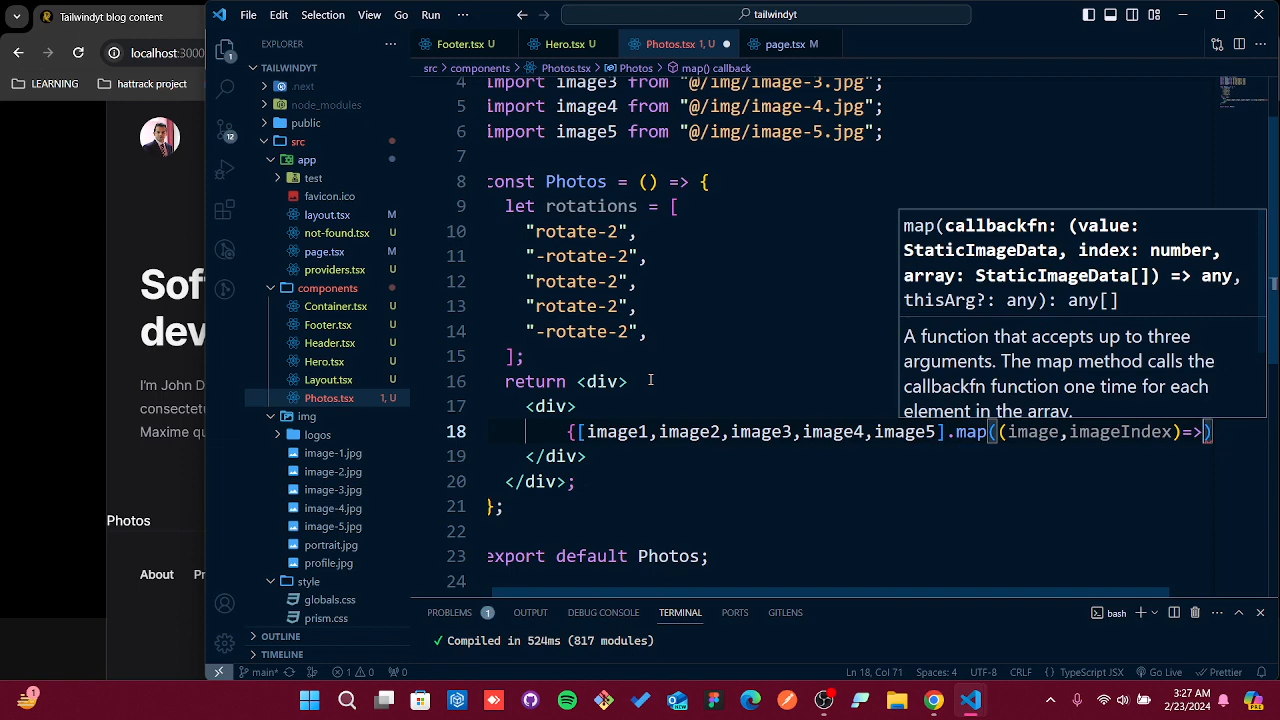 Tailwindyt blog content
File Edit Selection View Go Run ...
tailwindyt
localhost:3000
LEARNING hattrack project
EXPLORER ...
Footer.tsx U Hero.tsx U Photos.tsx 1, U page.tsx M
src > components > Photos.tsx > Photos > map() callback
TAILWINDYT
.next
node_modules
public
src
app
test
favicon.ico
layout.tsx M
not-found.tsx U
page.tsx M
providers.tsx U
components
Container.tsx U
Footer.tsx U
Header.tsx U
Hero.tsx U
Layout.tsx U
Photos.tsx 1, U
img
logos
image-1.jpg
image-2.jpg
image-3.jpg
image-4.jpg
image-5.jpg
portrait.jpg
profile.jpg
style
globals.css
prism.css
OUTLINE
TIMELINE
12
Sof
dev
I'm John D
consectetu
Maxime qu
Photos
About Pr
4 import image3 from "@/img/image-3.jpg";
5 import image4 from "@/img/image-4.jpg";
6 import image5 from "@/img/image-5.jpg";
7
8 const Photos = () => {
9 let rotations = [
10 "rotate-2",
11 "-rotate-2",
12 "rotate-2",
13 "rotate-2",
14 "-rotate-2",
15 ];
16 return <div>
17 <div>
18 {[image1,image2,image3,image4,image5].map((image,imageIndex)=>)
19 </div>
20 </div>;
21 };
22
23 export default Photos;
24
map(callbackfn: (value:
StaticImageData, index: number,
array: StaticImageData[]) => any,
thisArg?: any): any[]
A function that accepts up to three
arguments. The map method calls the
callbackfn function one time for each
element in the array.
PROBLEMS 1 OUTPUT DEBUG CONSOLE TERMINAL PORTS GITLENS
bash
✓ Compiled in 524ms (817 modules)
main* 1 0 0 Ln 18, Col 71 Spaces: 4 UTF-8 CRLF TypeScript JSX Go Live Prettier
1
NEW
PRE
3:27 AM
2/23/2024